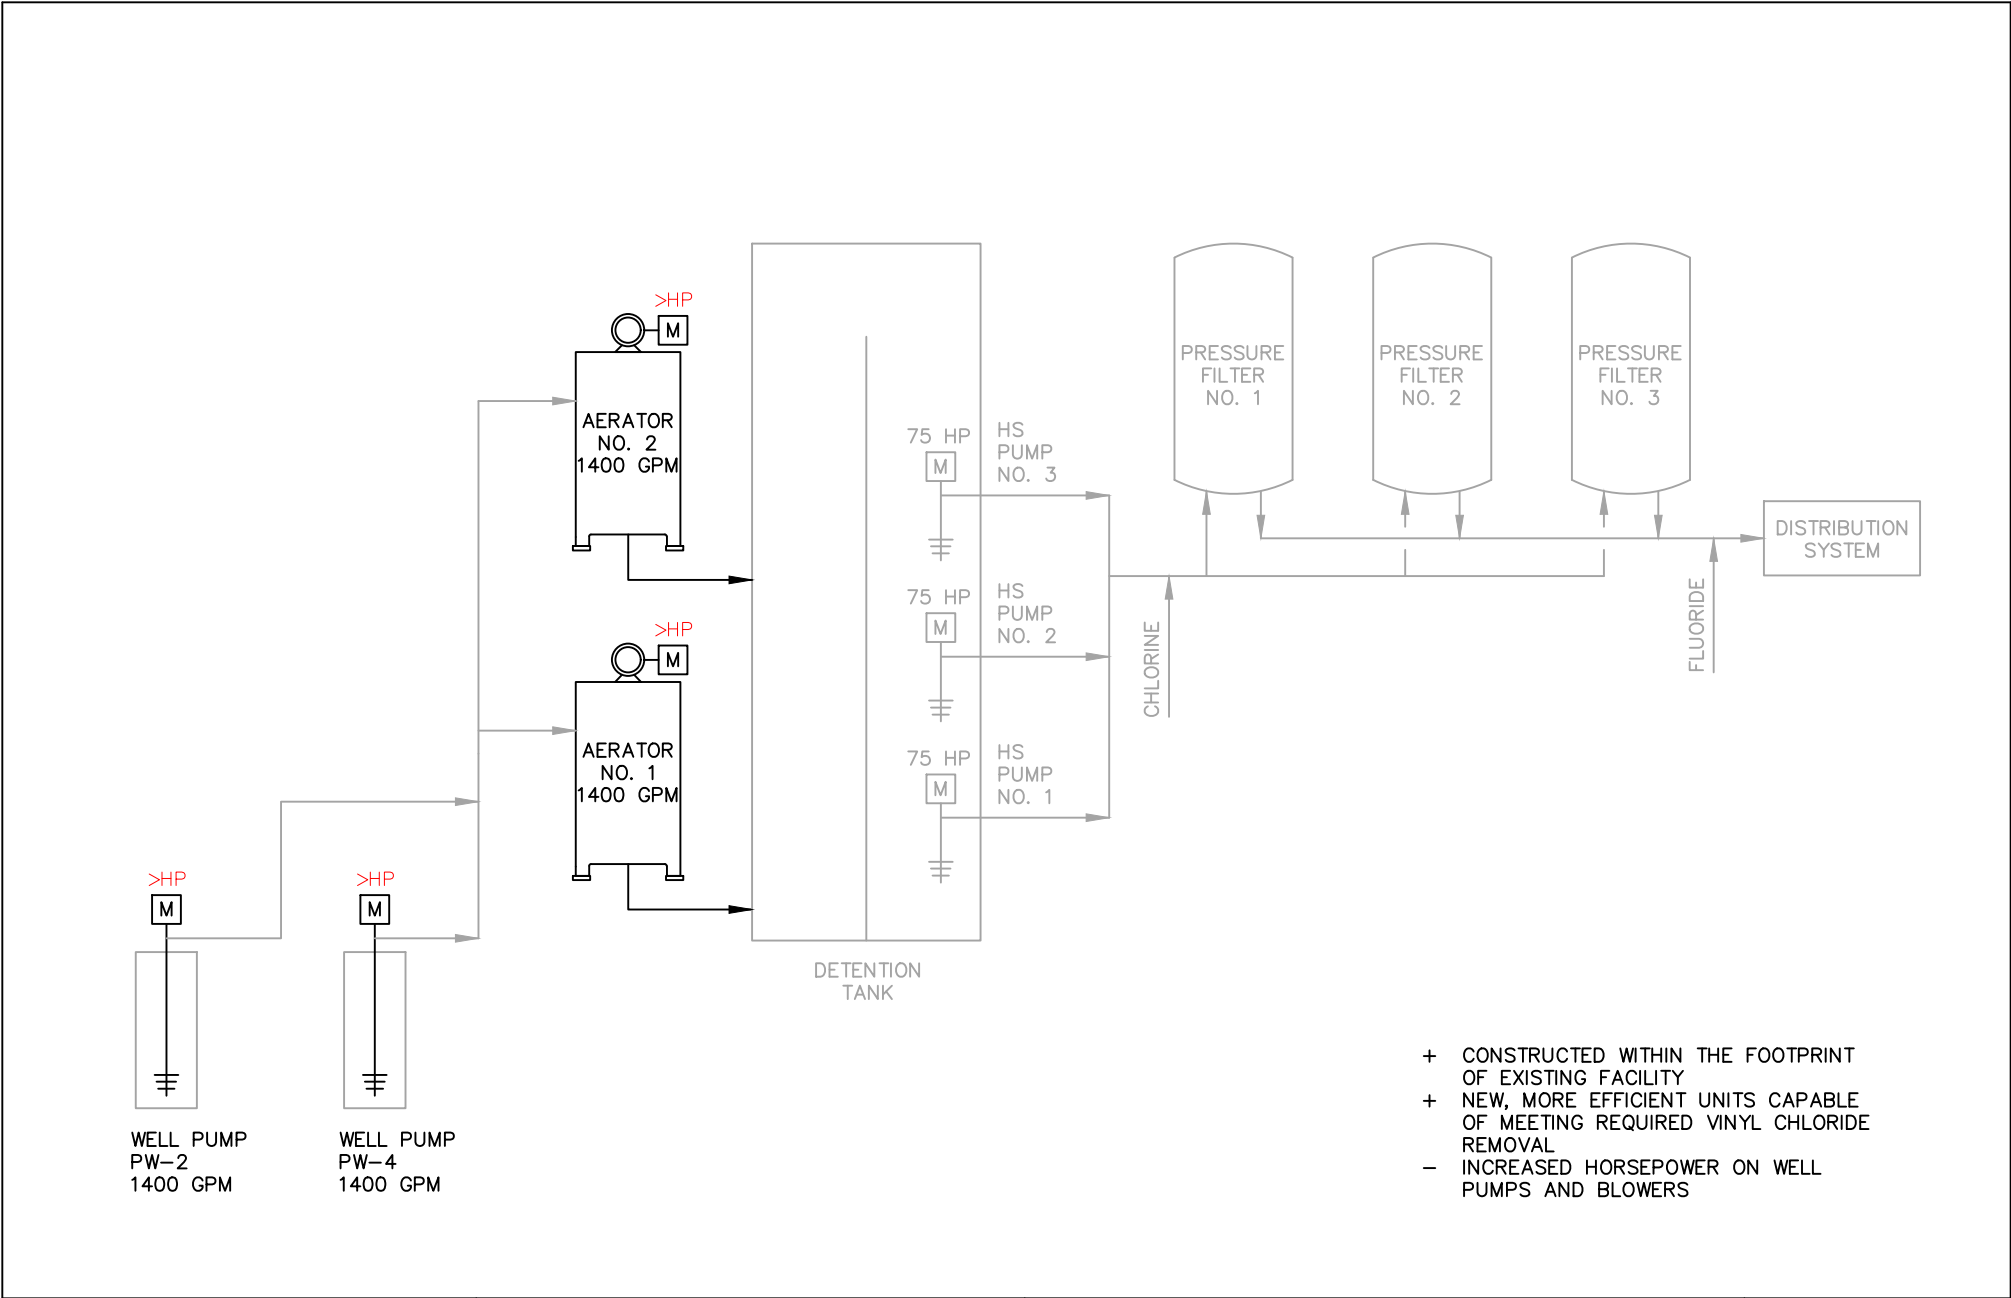 >HP
M
AERATOR
NO. 2
1400 GPM
>HP
M
AERATOR
NO. 1
1400 GPM
>HP
M
WELL PUMP
PW-2
1400 GPM
>HP
M
WELL PUMP
PW-4
1400 GPM
75 HP
M
HS
PUMP
NO. 3
75 HP
M
HS
PUMP
NO. 2
75 HP
M
HS
PUMP
NO. 1
DETENTION
TANK
CHLORINE
PRESSURE
FILTER
NO. 1
PRESSURE
FILTER
NO. 2
PRESSURE
FILTER
NO. 3
FLUORIDE
DISTRIBUTION
SYSTEM
+ CONSTRUCTED WITHIN THE FOOTPRINT
OF EXISTING FACILITY
+ NEW, MORE EFFICIENT UNITS CAPABLE
OF MEETING REQUIRED VINYL CHLORIDE
REMOVAL
- INCREASED HORSEPOWER ON WELL
PUMPS AND BLOWERS